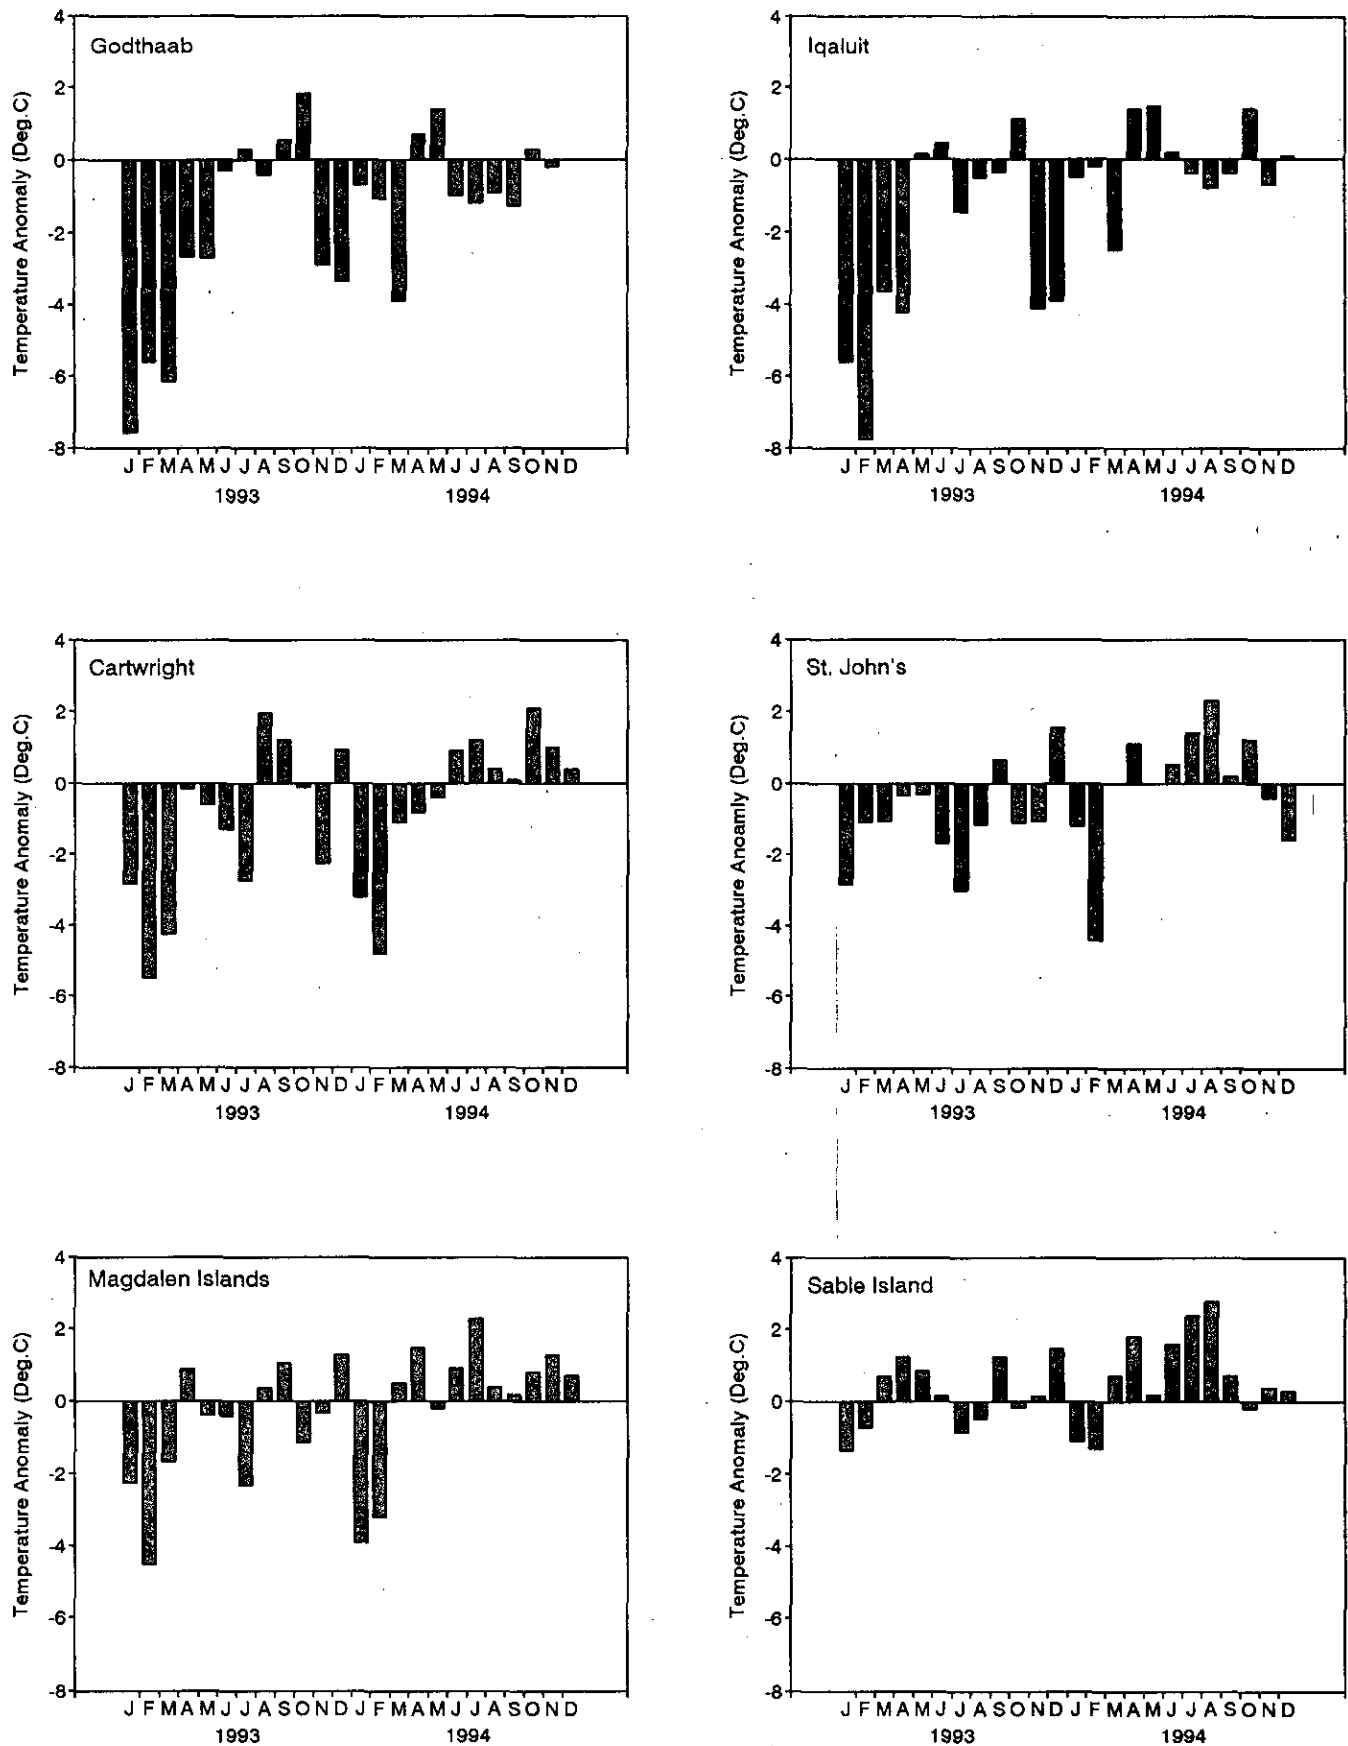 Godthaab
Temperature Anomaly (Deg.C)
4
2
0
-2
-4
-6
-8
J F M A M J J A S O N D J F M A M J J A S O N D
1993 1994
Iqaluit
Temperature Anomaly (Deg.C)
4
2
0
-2
-4
-6
-8
J F M A M J J A S O N D J F M A M J J A S O N D
1993 1994
Cartwright
Temperature Anomaly (Deg.C)
4
2
0
-2
-4
-6
-8
J F M A M J J A S O N D J F M A M J J A S O N D
1993 1994
St. John's
Temperature Anoamly (Deg.C)
4
2
0
-2
-4
-6
-8
J F M A M J J A S O N D J F M A M J J A S O N D
1993 1994
Magdalen Islands
Temperature Anomaly (Deg.C)
4
2
0
-2
-4
-6
-8
J F M A M J J A S O N D J F M A M J J A S O N D
1993 1994
Sable Island
Temperature Anomaly (Deg.C)
4
2
0
-2
-4
-6
-8
J F M A M J J A S O N D J F M A M J J A S O N D
1993 1994